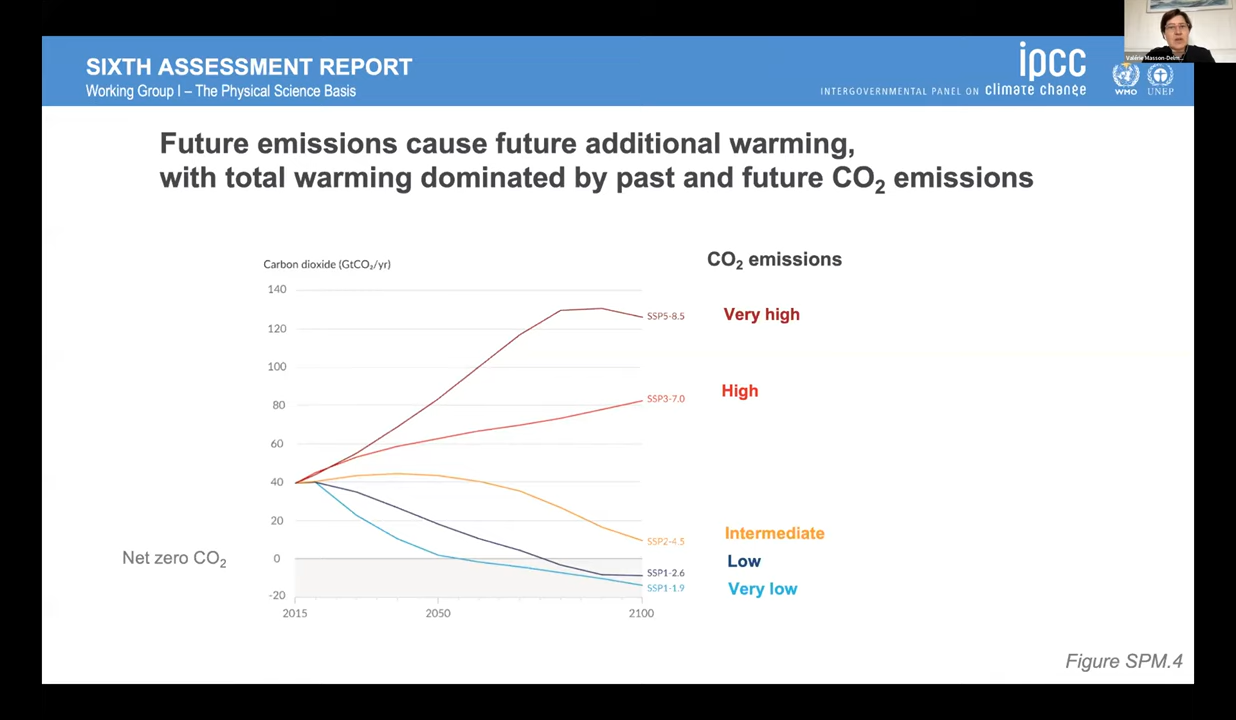 SIXTH ASSESSMENT REPORT
Working Group I – The Physical Science Basis
ipcc
INTERGOVERNMENTAL PANEL ON climate change
WMO
UNEP
Valérie Masson-Delm...
Future emissions cause future additional warming,
with total warming dominated by past and future CO₂ emissions
Carbon dioxide (GtCO₂/yr)
140
120
100
80
60
40
20
0
-20
2015
2050
2100
SSP5-8.5
SSP3-7.0
SSP2-4.5
SSP1-2.6
SSP1-1.9
CO₂ emissions
Very high
High
Intermediate
Low
Very low
Net zero CO₂
Figure SPM.4